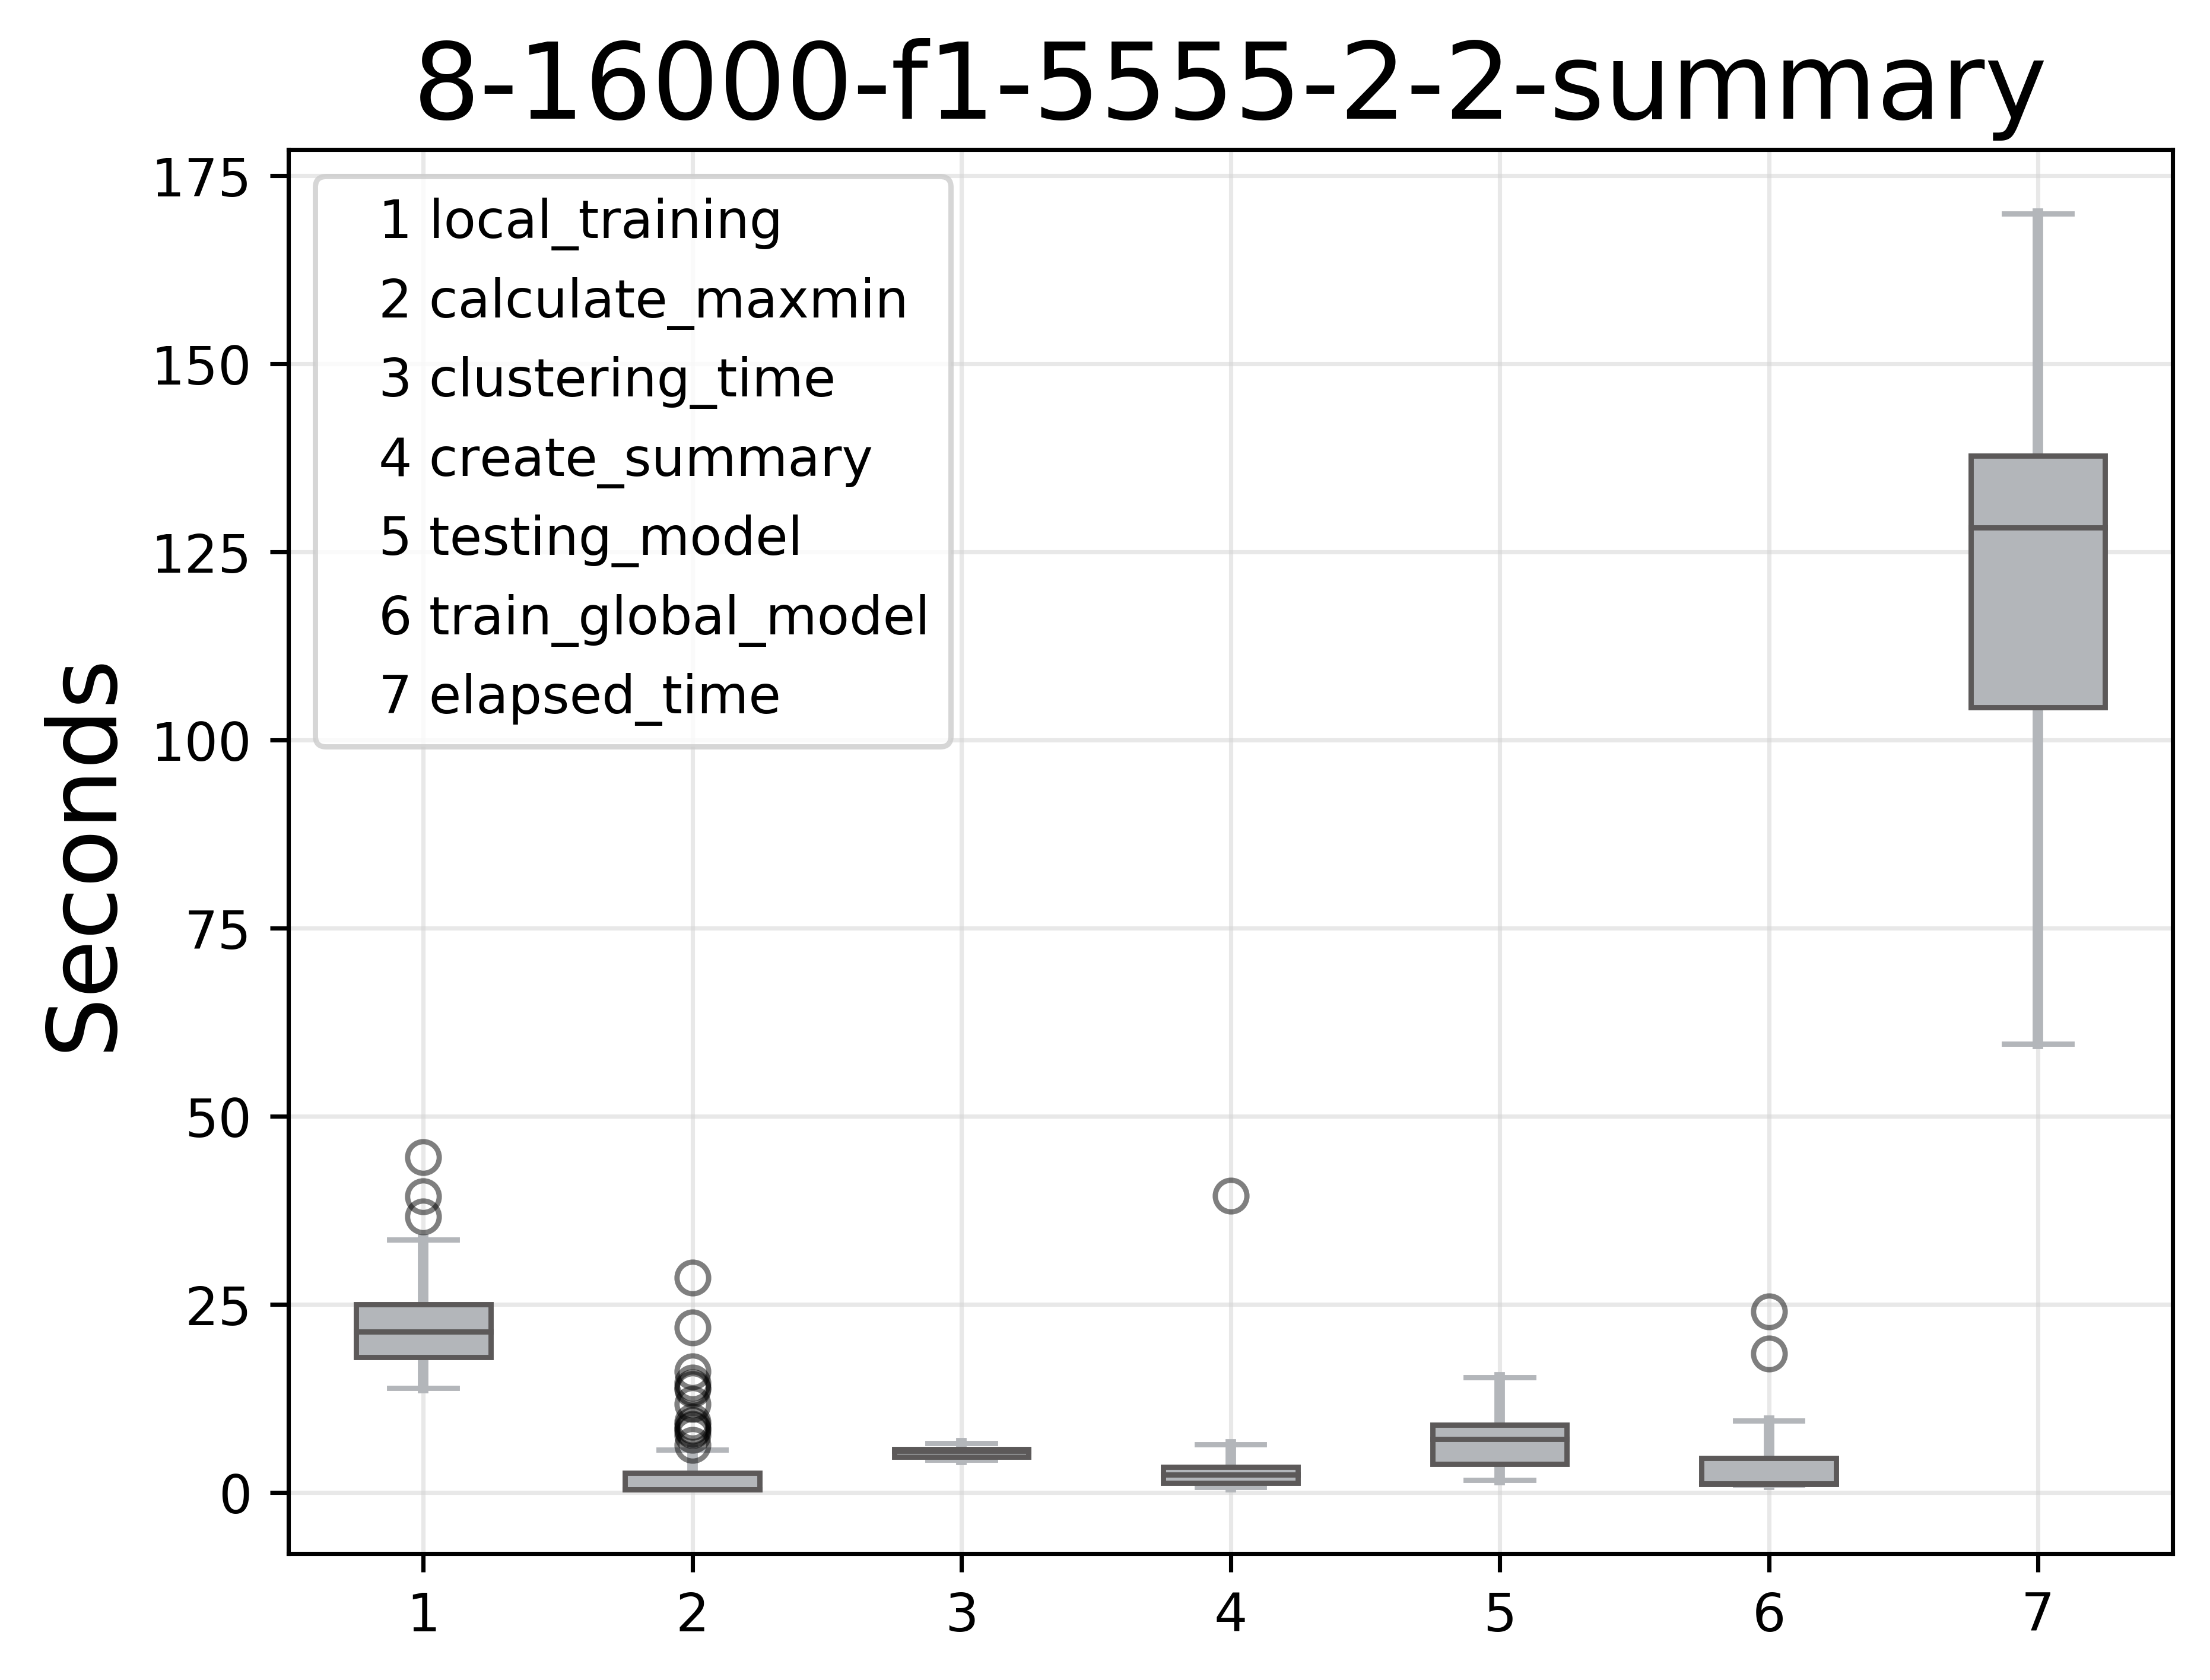 8-16000-f1-5555-2-2-summary
175
150
125
100
75
50
25
0
Seconds
1 local_training
2 calculate_maxmin
3 clustering_time
4 create_summary
5 testing_model
6 train_global_model
7 elapsed_time
1 2 3 4 5 6 7